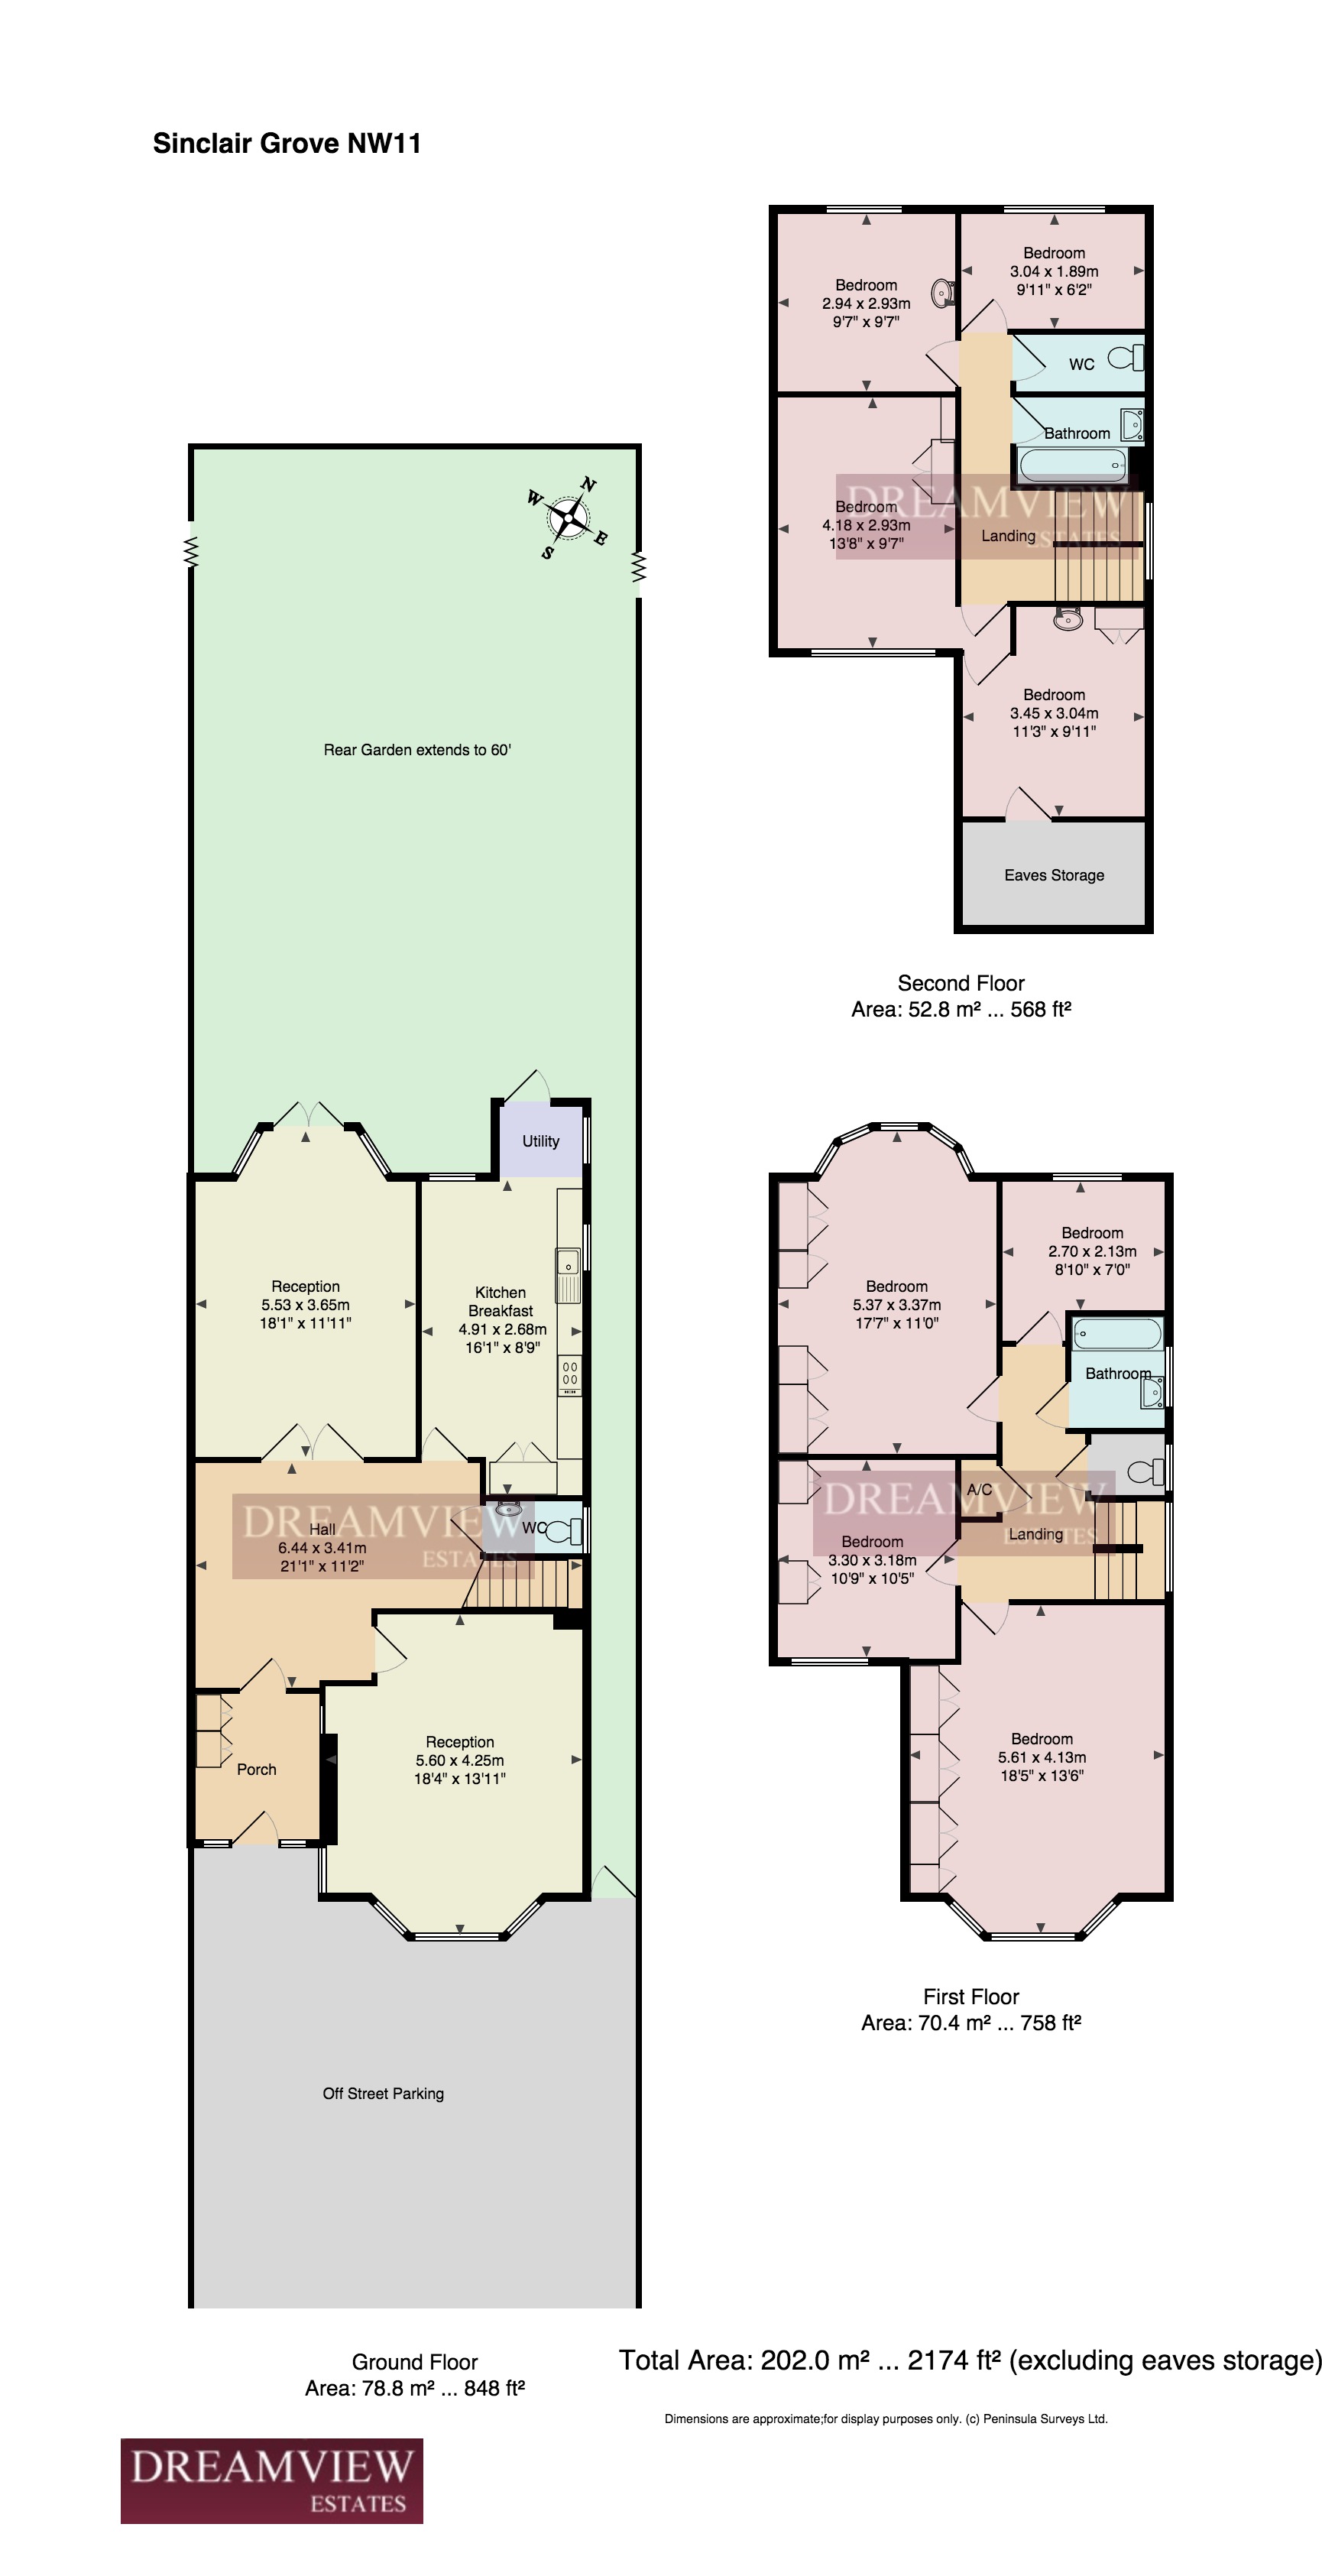 Sinclair Grove NW11
Bedroom
2.94 x 2.93m
9'7" x 9'7"
Bedroom
3.04 x 1.89m
9'11" x 6'2"
WC
Bathroom
Bedroom
4.18 x 2.93m
13'8" x 9'7"
Landing
DREAMVIEW
ESTATES
Bedroom
3.45 x 3.04m
11'3" x 9'11"
Eaves Storage
Second Floor
Area: 52.8 m² ... 568 ft²
N
W
E
S
Rear Garden extends to 60'
Utility
Reception
5.53 x 3.65m
18'1" x 11'11"
Kitchen
Breakfast
4.91 x 2.68m
16'1" x 8'9"
Hall
6.44 x 3.41m
21'1" x 11'2"
WC
DREAMVIEW
ESTATES
Porch
Reception
5.60 x 4.25m
18'4" x 13'11"
Off Street Parking
Ground Floor
Area: 78.8 m² ... 848 ft²
Bedroom
5.37 x 3.37m
17'7" x 11'0"
Bedroom
2.70 x 2.13m
8'10" x 7'0"
Bathroom
A/C
Landing
Bedroom
3.30 x 3.18m
10'9" x 10'5"
DREAMVIEW
ESTATES
Bedroom
5.61 x 4.13m
18'5" x 13'6"
First Floor
Area: 70.4 m² ... 758 ft²
Total Area: 202.0 m² ... 2174 ft² (excluding eaves storage)
Dimensions are approximate;for display purposes only. (c) Peninsula Surveys Ltd.
DREAMVIEW
ESTATES